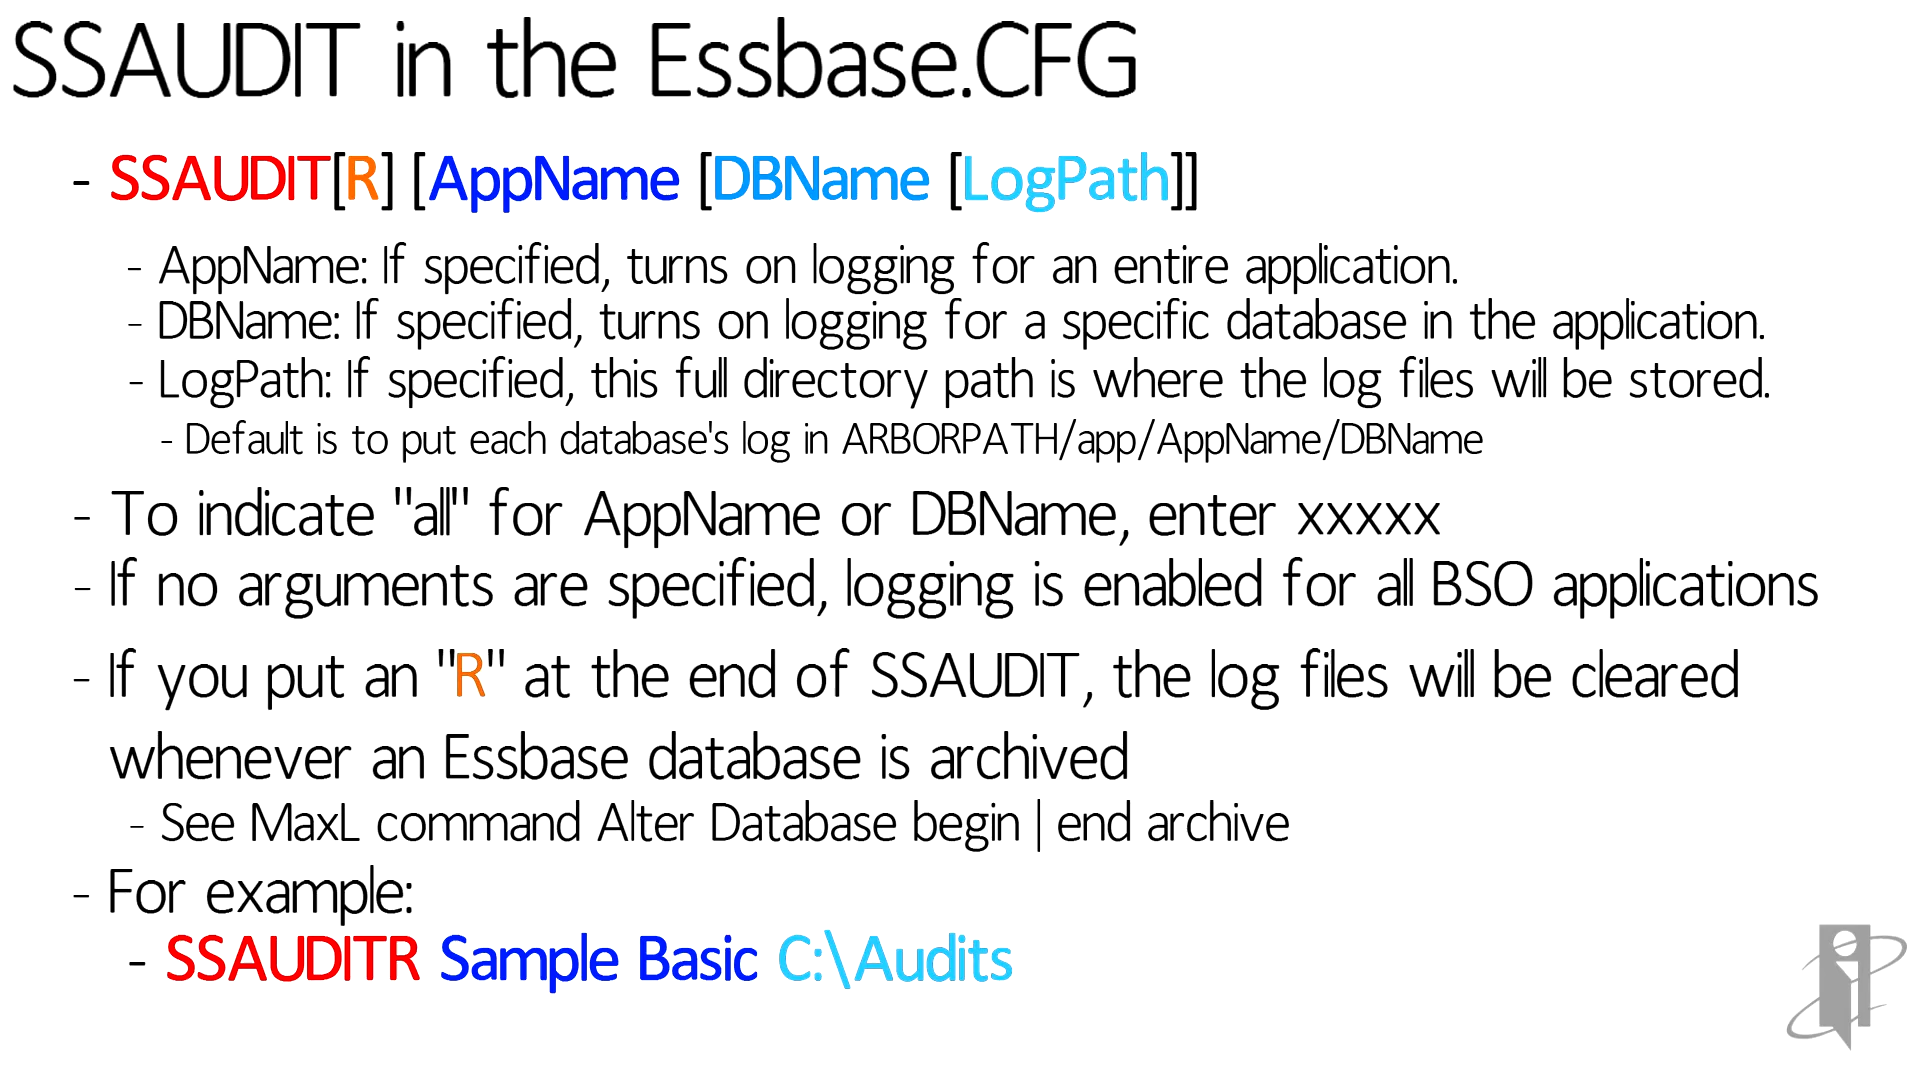 SSAUDIT in the Essbase.CFG
- SSAUDIT[R] [AppName [DBName [LogPath]]
- AppName: If specified, turns on logging for an entire application.
- DBName: If specified, turns on logging for a specific database in the application.
- LogPath: If specified, this full directory path is where the log files will be stored.
- Default is to put each database's log in ARBORPATH/app/AppName/DBName
- To indicate "all" for AppName or DBName, enter xxxxx
- If no arguments are specified, logging is enabled for all BSO applications
- If you put an "R" at the end of SSAUDIT, the log files will be cleared
whenever an Essbase database is archived
- See MaxL command Alter Database begin | end archive
- For example:
- SSAUDITR Sample Basic C:\Audits